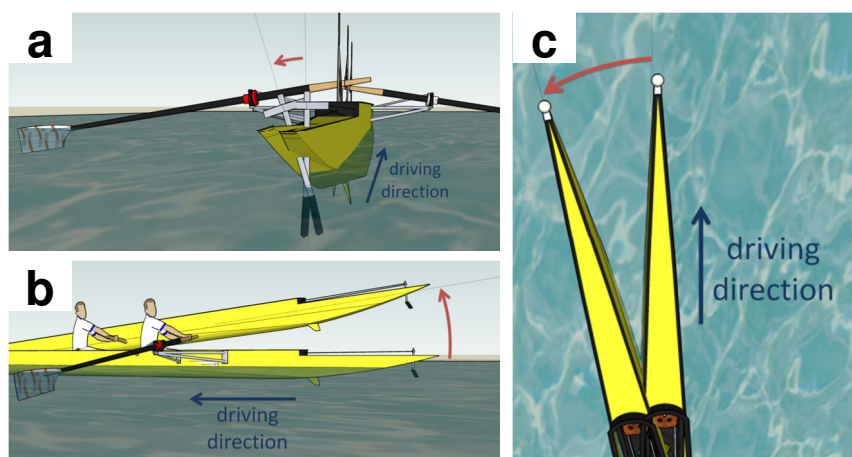 a
driving
direction
b
driving
direction
c
driving
direction